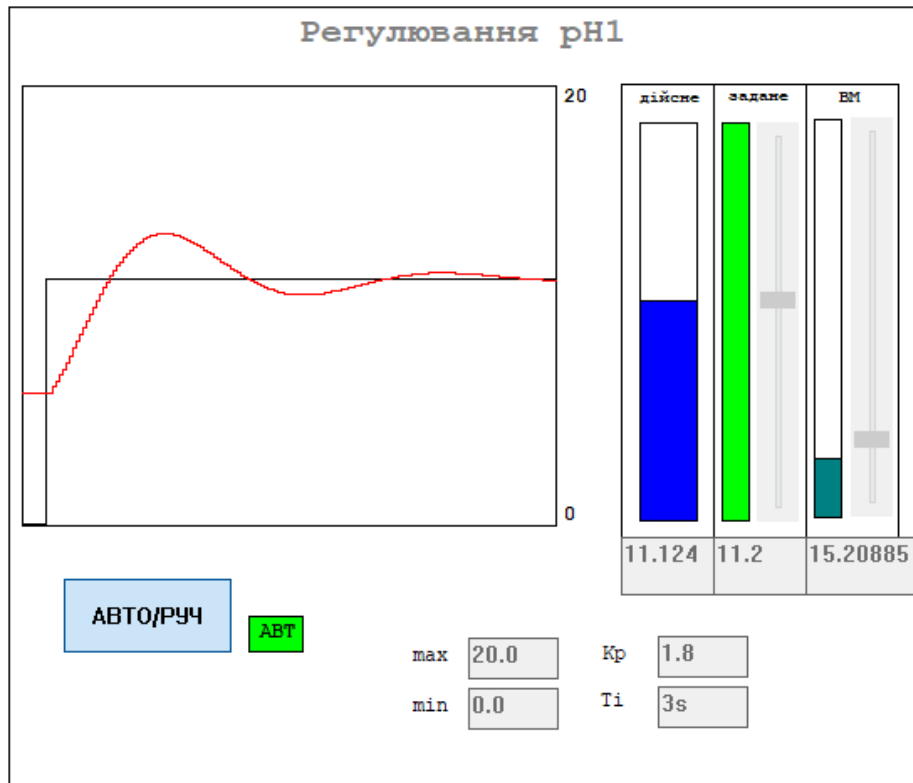 Регулювання pH1
20
0
дійсне задане ВМ
11.124 11.2 15.20885
АВТО/РУЧ
АВТ
max 20.0 Kp 1.8
min 0.0 Ti 3s